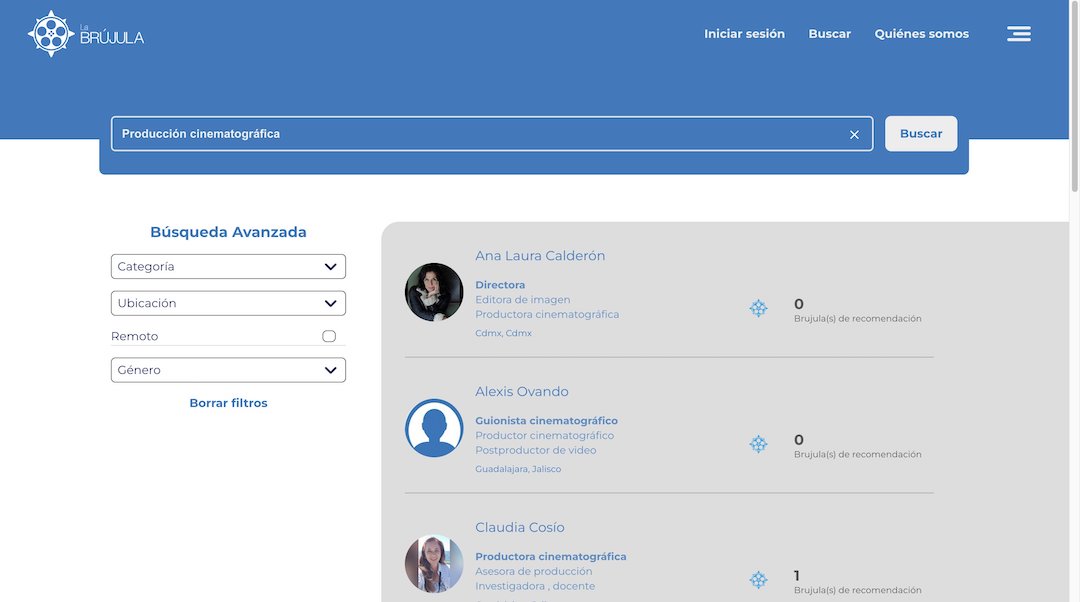 La
BRÚJULA
Iniciar sesión
Buscar
Quiénes somos
Producción cinematográfica
Buscar
Búsqueda Avanzada
Categoría
Ubicación
Remoto
Género
Borrar filtros
Ana Laura Calderón
Directora
Editora de imagen
Productora cinematográfica
Cdmx, Cdmx
0
Brujula(s) de recomendación
Alexis Ovando
Guionista cinematográfico
Productor cinematográfico
Postproductor de video
Guadalajara, Jalisco
0
Brujula(s) de recomendación
Claudia Cosío
Productora cinematográfica
Asesora de producción
Investigadora , docente
1
Brujula(s) de recomendación